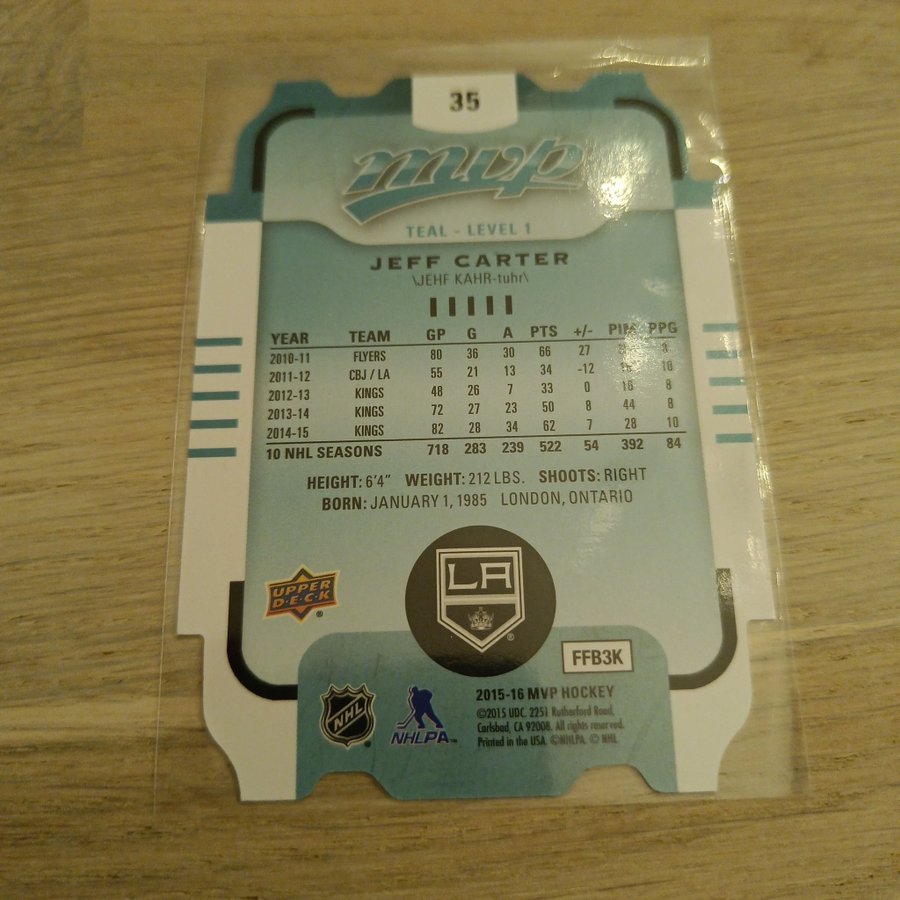 35
mvp
TEAL - LEVEL 1
JEFF CARTER
\JEHF KAHR-tuhr\
YEAR TEAM GP G A PTS +/- PIM PPG
2010-11 FLYERS 80 36 30 66 27
2011-12 CBJ / LA 55 21 13 34 -12 16 10
2012-13 KINGS 48 26 7 33 0 16 8
2013-14 KINGS 72 27 23 50 8 44 8
2014-15 KINGS 82 28 34 62 7 28 10
10 NHL SEASONS 718 283 239 522 54 392 84
HEIGHT: 6'4" WEIGHT: 212 LBS. SHOOTS: RIGHT
BORN: JANUARY 1, 1985 LONDON, ONTARIO
LA
UPPER
D·E·C·K
®
®
FFB3K
NHL
®
NHLPA™
2015-16 MVP HOCKEY
©2015 UDC. 2251 Rutherford Road,
Carlsbad, CA 92008. All rights reserved.
Printed in the USA. ©NHLPA. © NHL